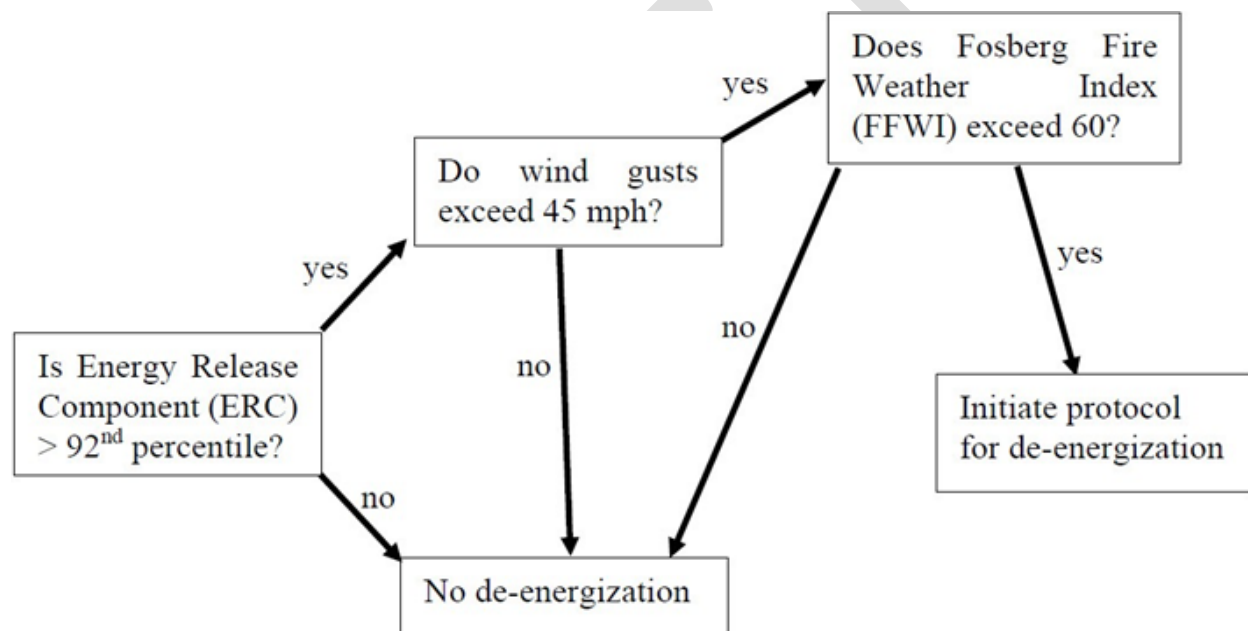 Does Fosberg Fire
Weather Index
(FFWI) exceed 60?
yes
Do wind gusts
exceed 45 mph?
yes
yes
no
no
Is Energy Release
Component (ERC)
> 92nd percentile?
Initiate protocol
for de-energization
no
No de-energization